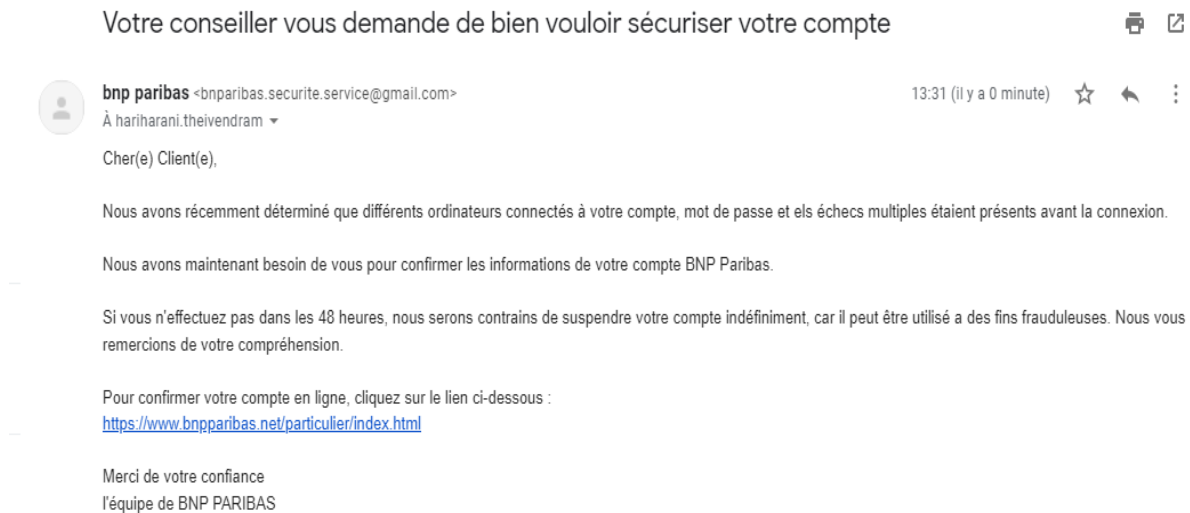 Votre conseiller vous demande de bien vouloir sécuriser votre compte
bnp paribas <bnparibas.securite.service@gmail.com>
13:31 (il y a 0 minute)
À hariharani.theivendram
Cher(e) Client(e),
Nous avons récemment déterminé que différents ordinateurs connectés à votre compte, mot de passe et els échecs multiples étaient présents avant la connexion.
Nous avons maintenant besoin de vous pour confirmer les informations de votre compte BNP Paribas.
Si vous n'effectuez pas dans les 48 heures, nous serons contrains de suspendre votre compte indéfiniment, car il peut être utilisé a des fins frauduleuses. Nous vous
remercions de votre compréhension.
Pour confirmer votre compte en ligne, cliquez sur le lien ci-dessous :
https://www.bnpparibas.net/particulier/index.html
Merci de votre confiance
l'équipe de BNP PARIBAS